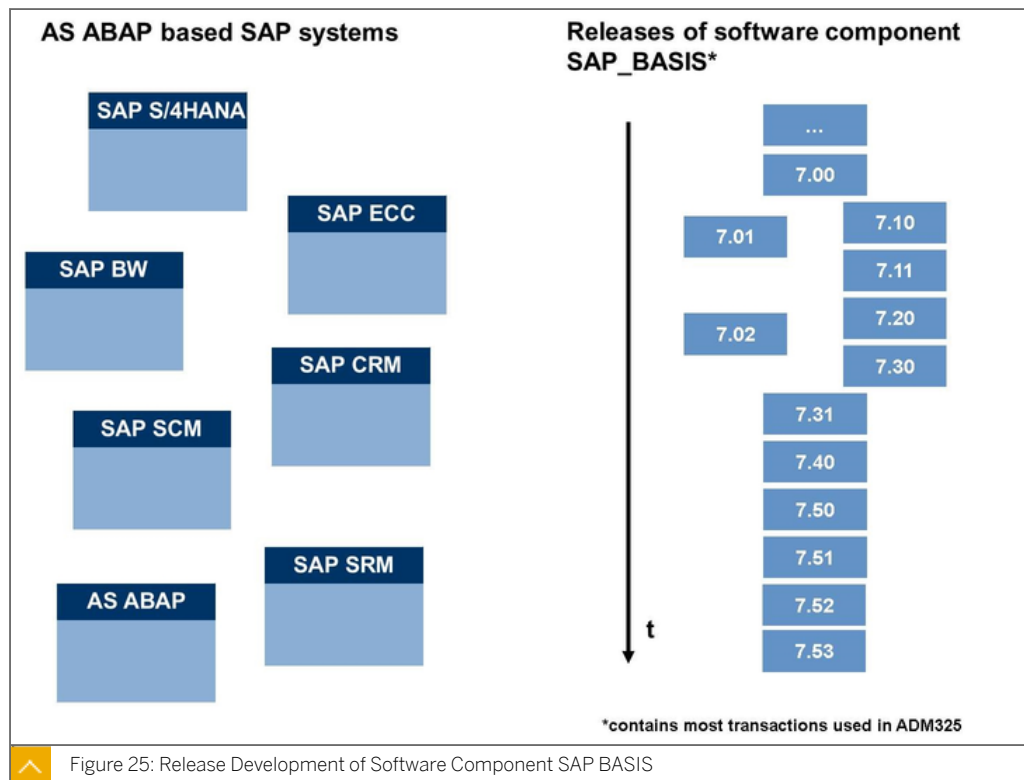 AS ABAP based SAP systems
SAP S/4HANA
SAP ECC
SAP BW
SAP CRM
SAP SCM
SAP SRM
AS ABAP
Releases of software component
SAP_BASIS*
...
7.00
7.01
7.10
7.11
7.02
7.20
7.30
7.31
7.40
7.50
7.51
7.52
7.53
t
*contains most transactions used in ADM325
Figure 25: Release Development of Software Component SAP BASIS